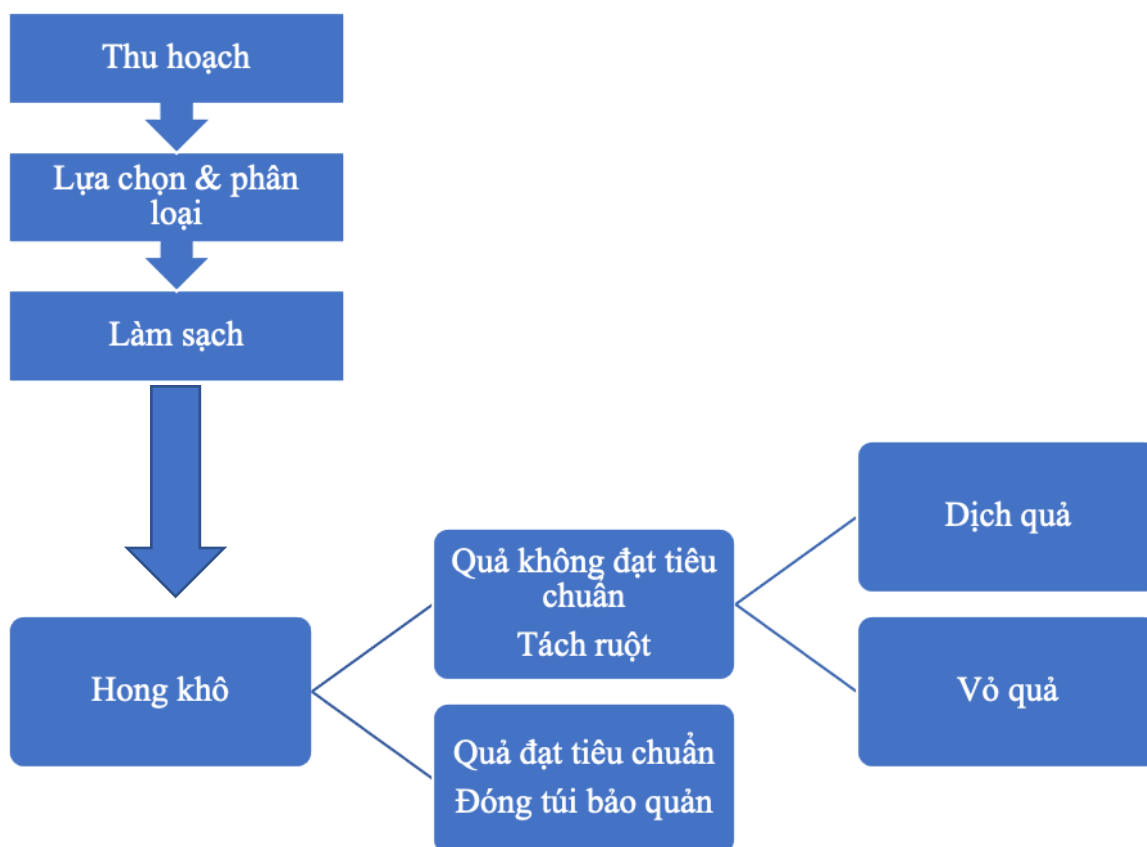 Thu hoạch
Lựa chọn & phân
loại
Làm sạch
Hong khô
Quả không đạt tiêu
chuẩn
Tách ruột
Quả đạt tiêu chuẩn
Đóng túi bảo quản
Dịch quả
Vỏ quả